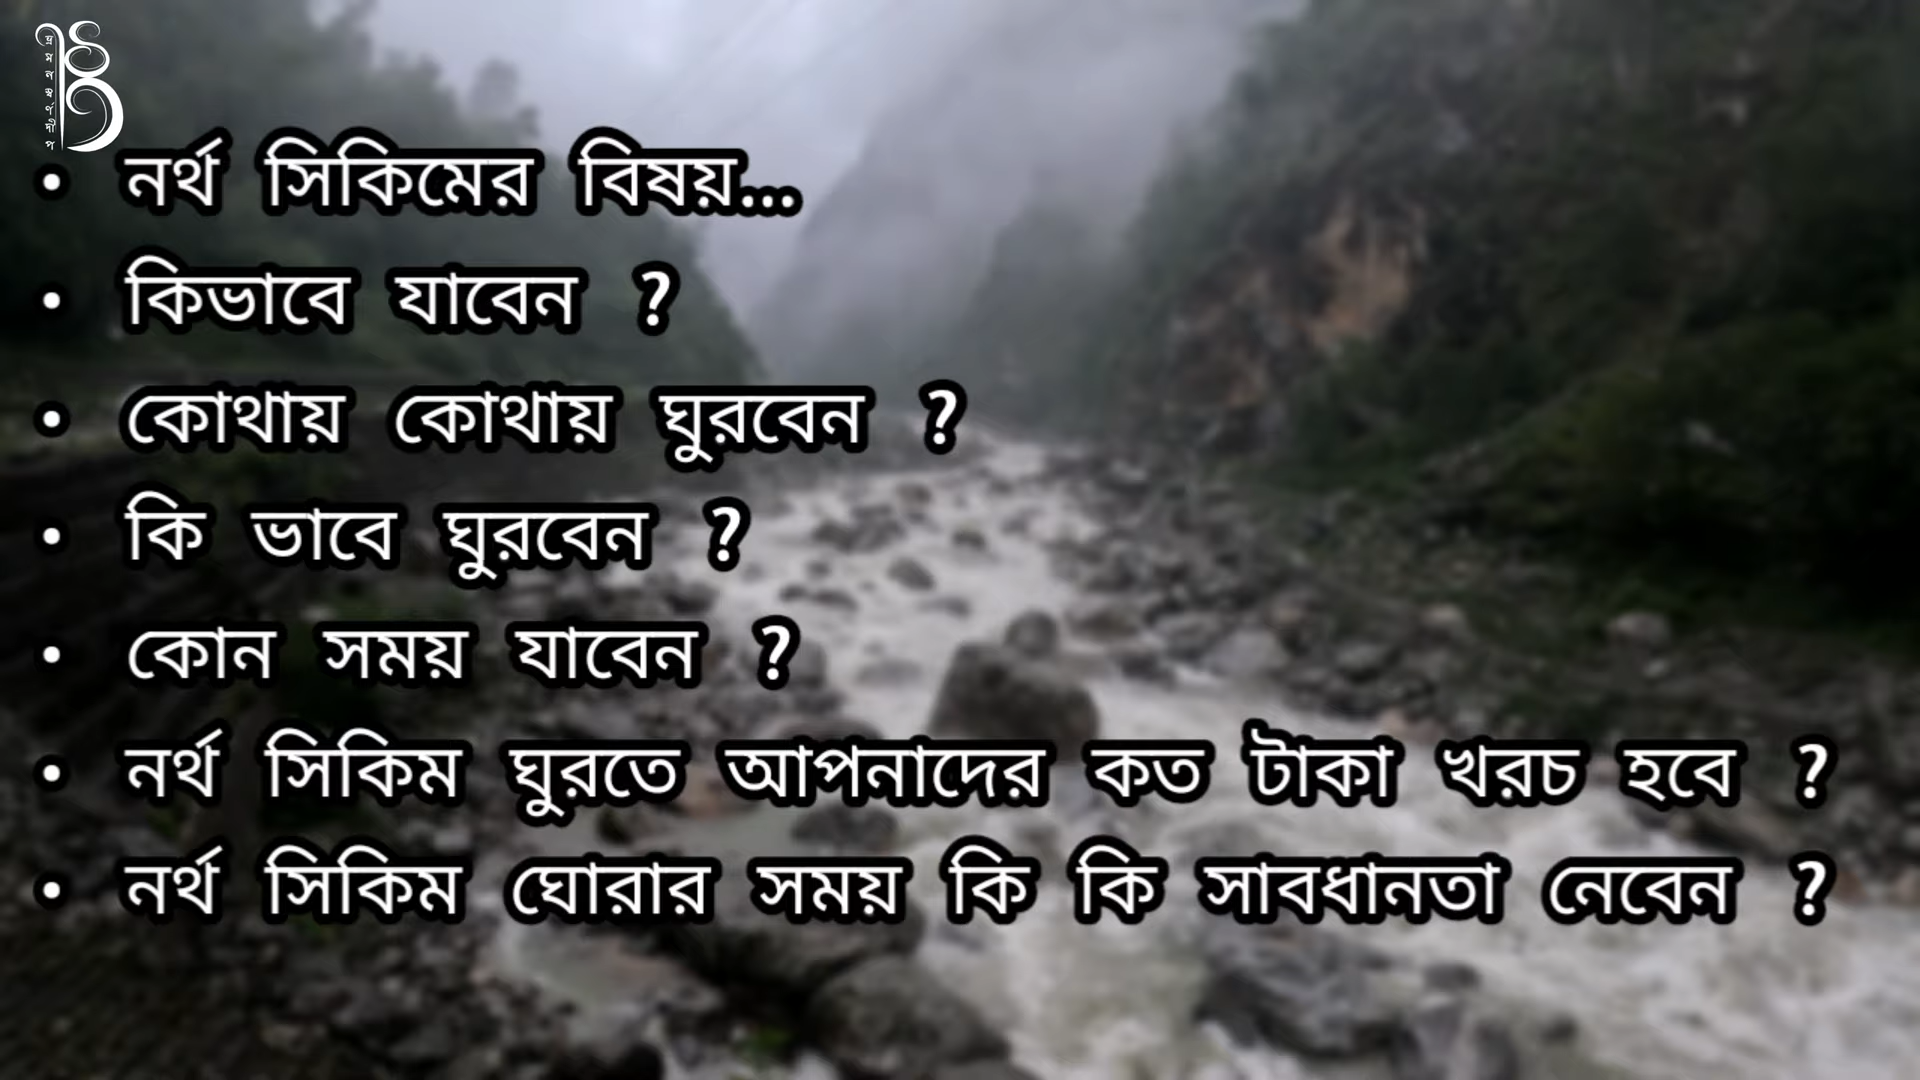 • নর্থ সিকিমের বিষয়...
• কিভাবে যাবেন ?
• কোথায় কোথায় ঘুরবেন ?
• কি ভাবে ঘুরবেন ?
• কোন সময় যাবেন ?
• নর্থ সিকিম ঘুরতে আপনাদের কত টাকা খরচ হবে ?
• নর্থ সিকিম ঘোরার সময় কি কি সাবধানতা নেবেন ?